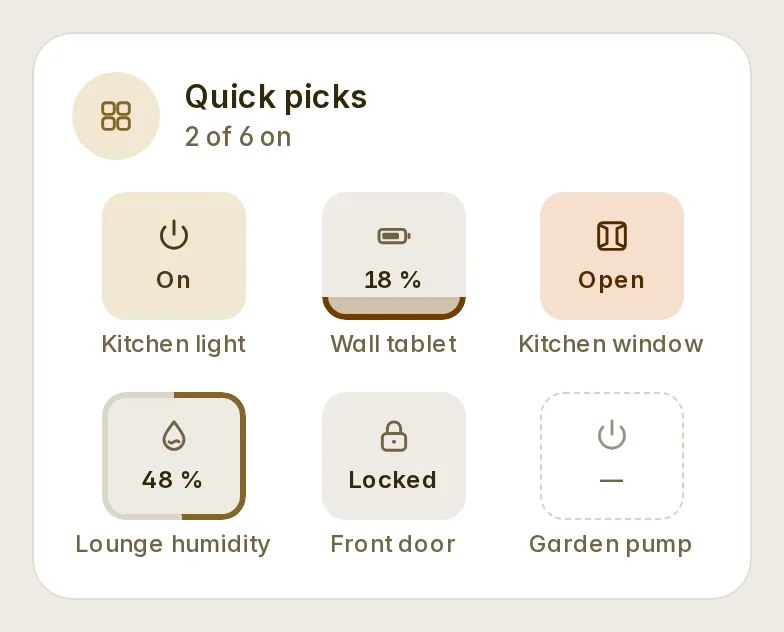 Quick picks
2 of 6 on
On
18 %
Open
Kitchen light
Wall tablet
Kitchen window
48 %
Locked
—
Lounge humidity
Front door
Garden pump